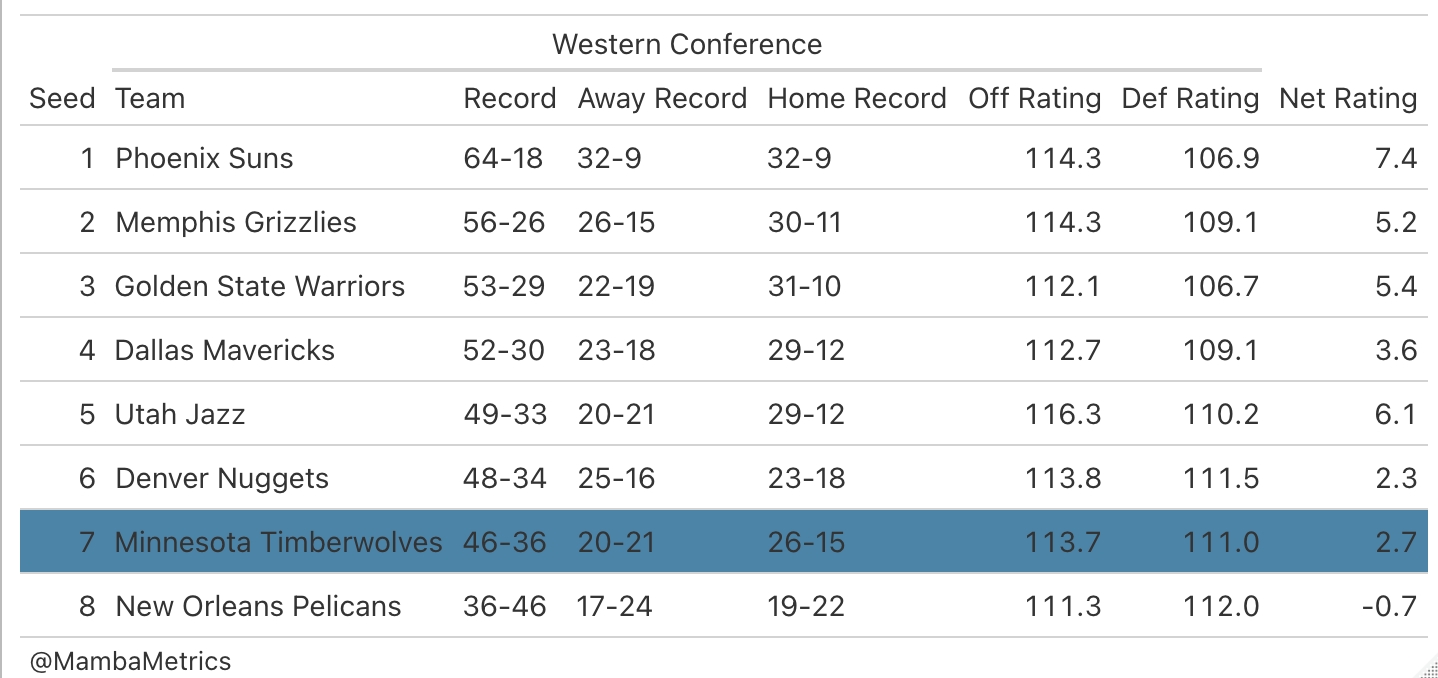 Western Conference
Seed Team Record Away Record Home Record Off Rating Def Rating Net Rating
1 Phoenix Suns 64-18 32-9 32-9 114.3 106.9 7.4
2 Memphis Grizzlies 56-26 26-15 30-11 114.3 109.1 5.2
3 Golden State Warriors 53-29 22-19 31-10 112.1 106.7 5.4
4 Dallas Mavericks 52-30 23-18 29-12 112.7 109.1 3.6
5 Utah Jazz 49-33 20-21 29-12 116.3 110.2 6.1
6 Denver Nuggets 48-34 25-16 23-18 113.8 111.5 2.3
7 Minnesota Timberwolves 46-36 20-21 26-15 113.7 111.0 2.7
8 New Orleans Pelicans 36-46 17-24 19-22 111.3 112.0 -0.7
@MambaMetrics